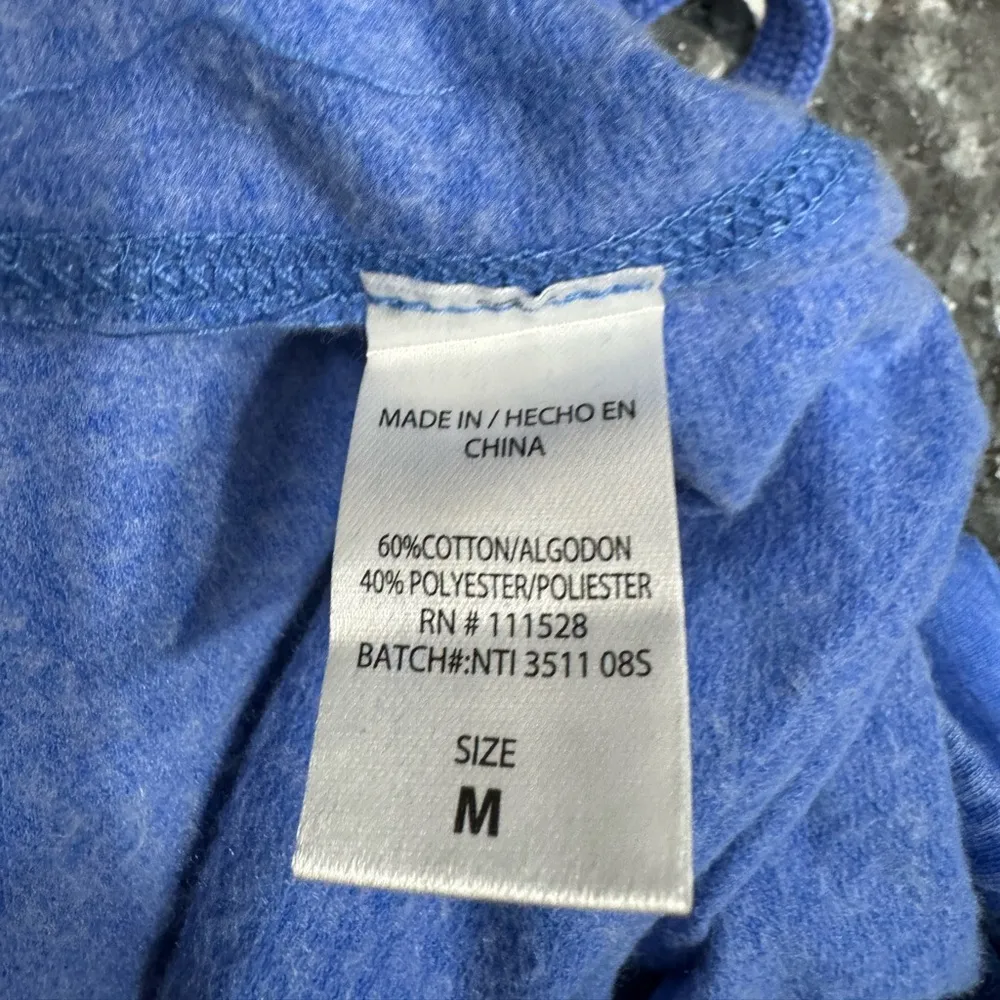 MADE IN / HECHO EN
CHINA
60%COTTON/ALGODON
40% POLYESTER/POLIESTER
RN # 111528
BATCH#:NTI 3511 08S
SIZE
M